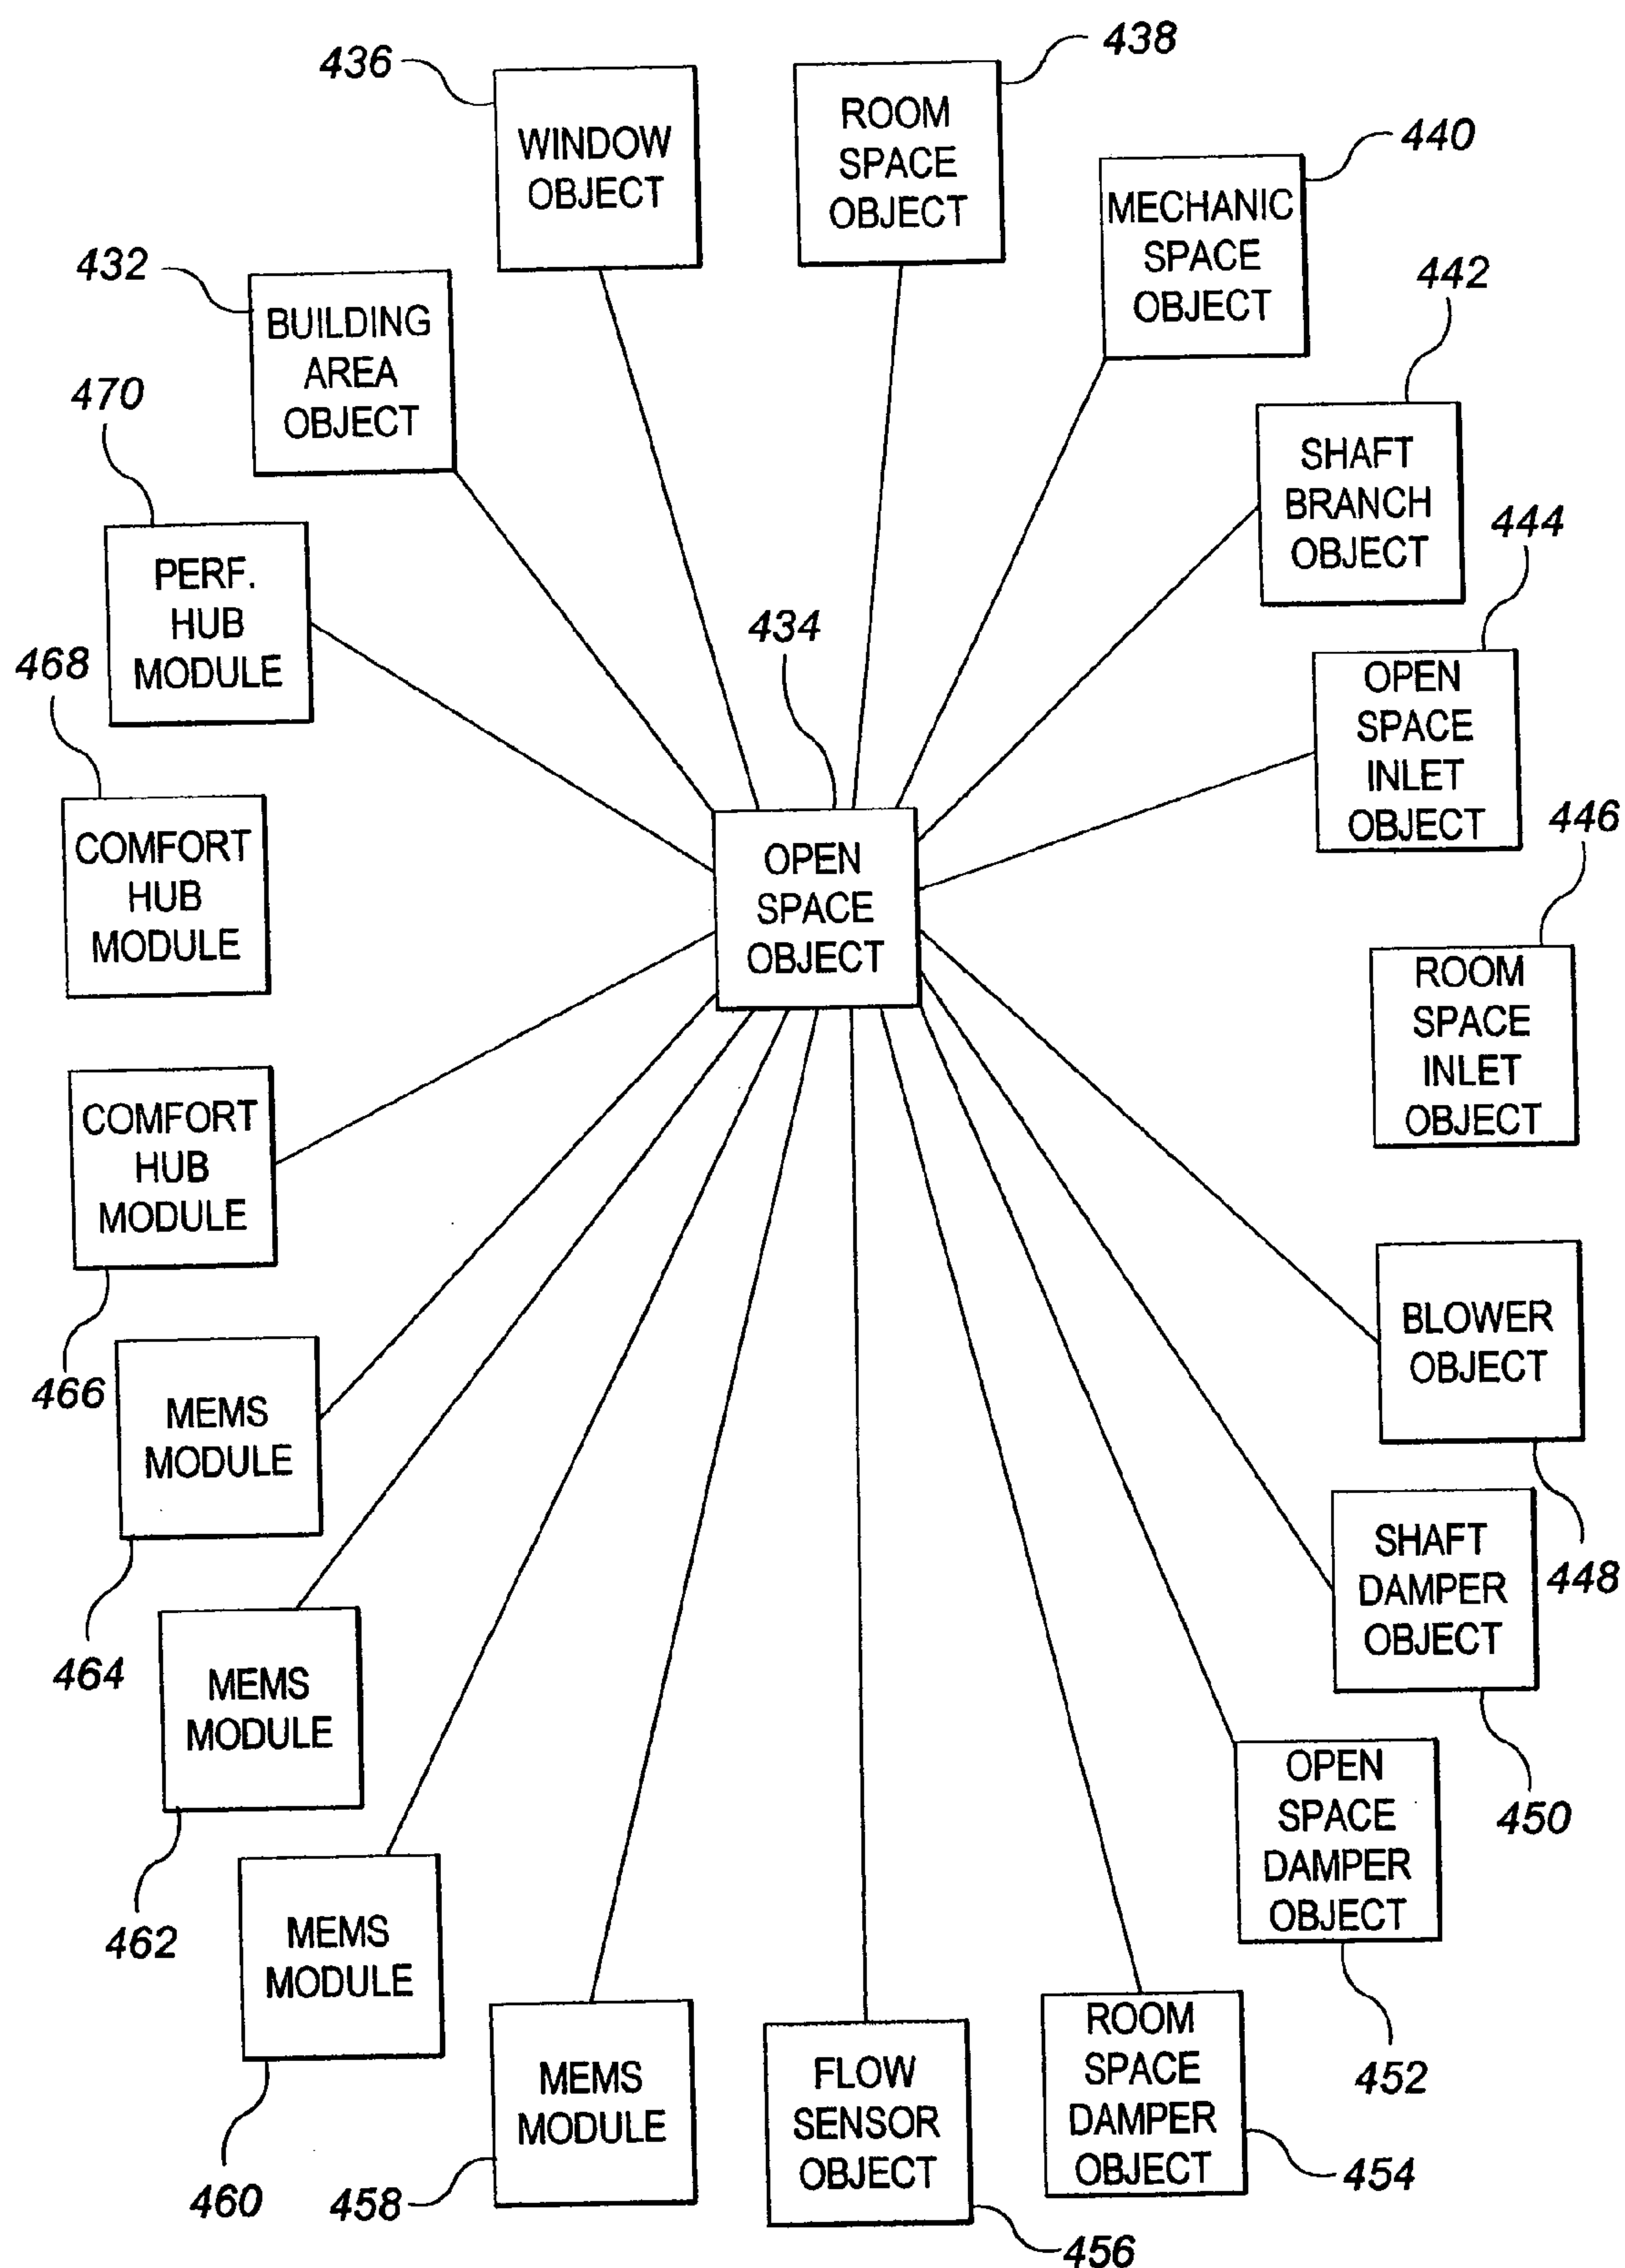 436
438
WINDOW
OBJECT
ROOM
SPACE
OBJECT
440
MECHANIC
SPACE
OBJECT
432
BUILDING
AREA
OBJECT
442
SHAFT
BRANCH
OBJECT
470
PERF.
HUB
MODULE
444
OPEN
SPACE
INLET
OBJECT
434
OPEN
SPACE
OBJECT
468
COMFORT
HUB
MODULE
446
ROOM
SPACE
INLET
OBJECT
COMFORT
HUB
MODULE
466
BLOWER
OBJECT
448
MEMS
MODULE
464
SHAFT
DAMPER
OBJECT
450
MEMS
MODULE
462
OPEN
SPACE
DAMPER
OBJECT
452
MEMS
MODULE
460
MEMS
MODULE
458
FLOW
SENSOR
OBJECT
456
ROOM
SPACE
DAMPER
OBJECT
454